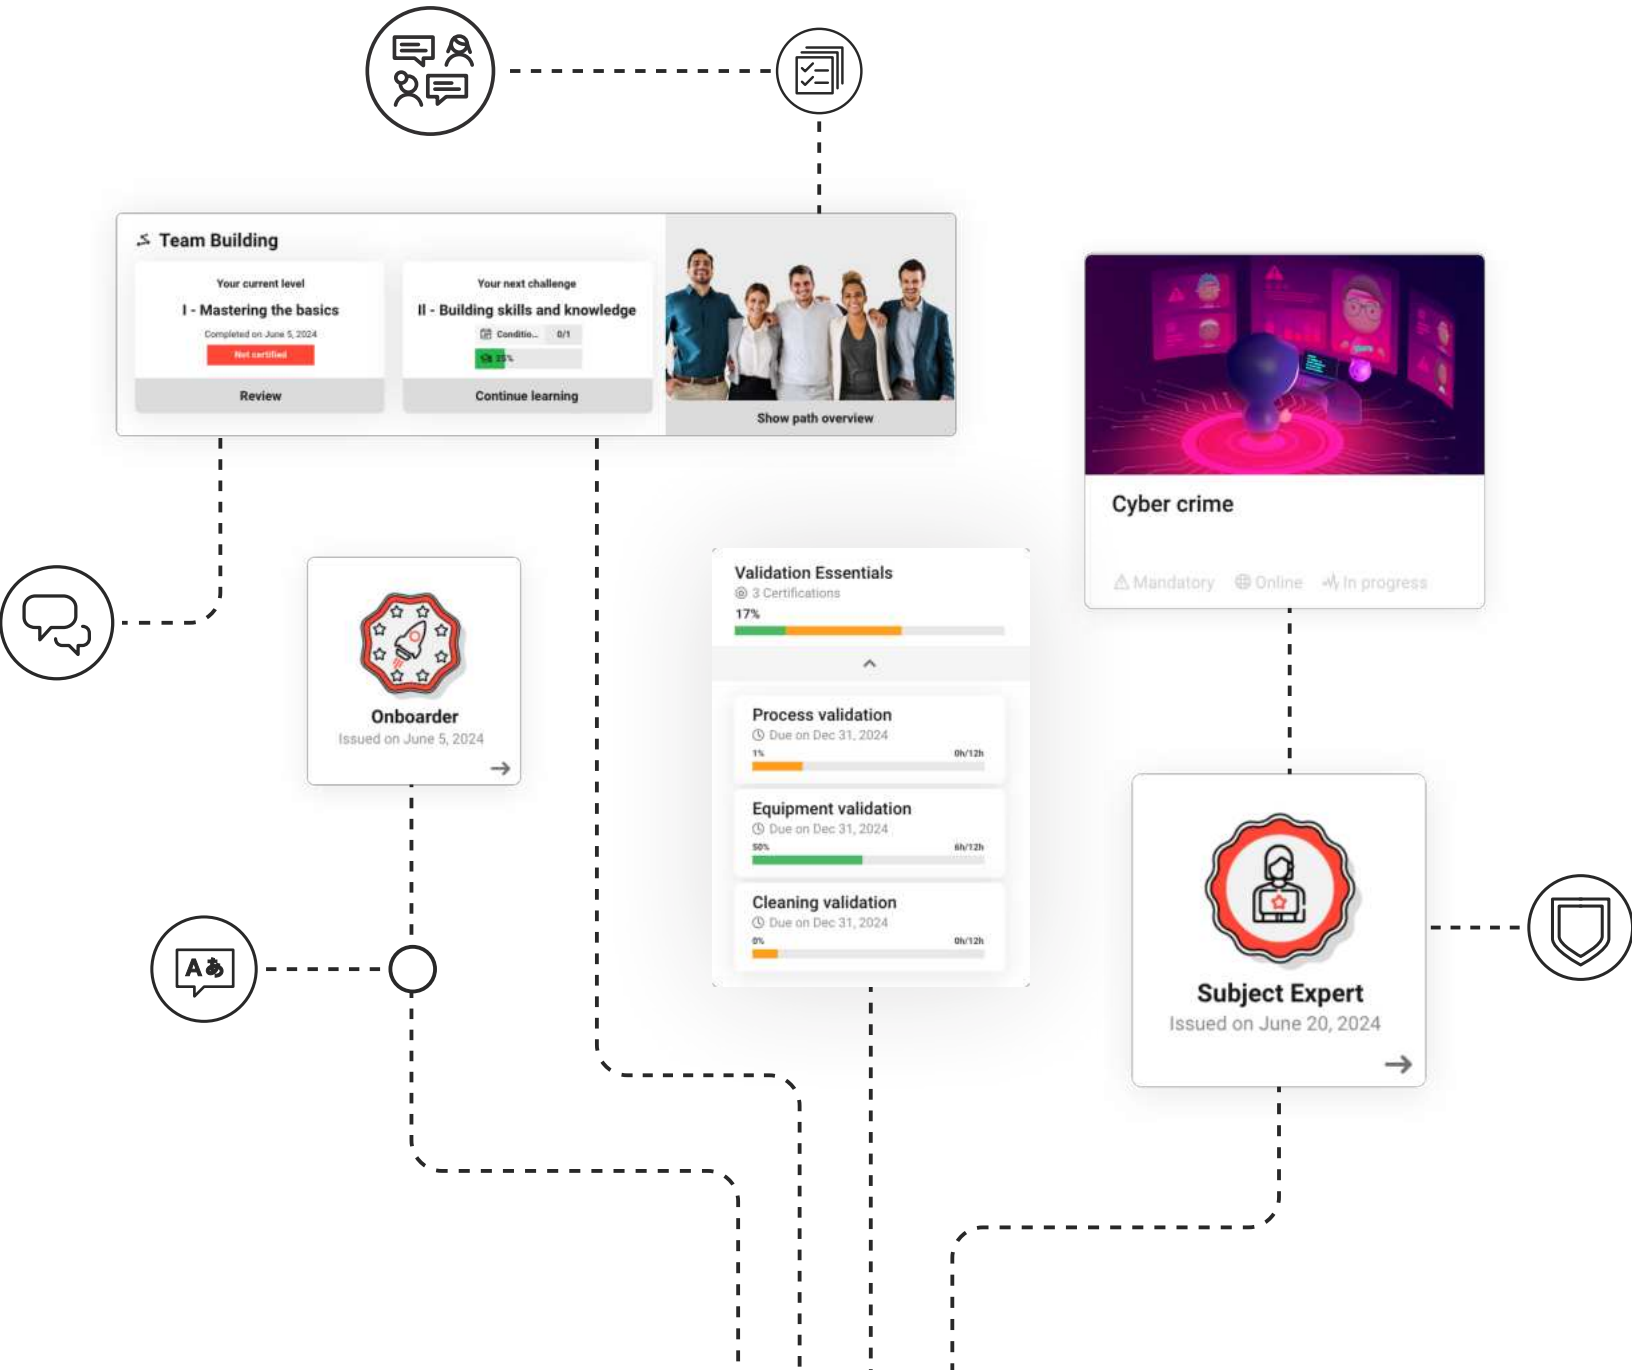 Team Building
Your current level
I - Mastering the basics
Completed on June 5, 2024
Not certified
Review
Your next challenge
II - Building skills and knowledge
Conditio... 0/1
25%
Continue learning
Show path overview
Cyber crime
Mandatory Online In progress
Onboarder
Issued on June 5, 2024
Validation Essentials
3 Certifications
17%
Process validation
Due on Dec 31, 2024
1% 0h/12h
Equipment validation
Due on Dec 31, 2024
50% 6h/12h
Cleaning validation
Due on Dec 31, 2024
0% 0h/12h
Aあ
Subject Expert
Issued on June 20, 2024